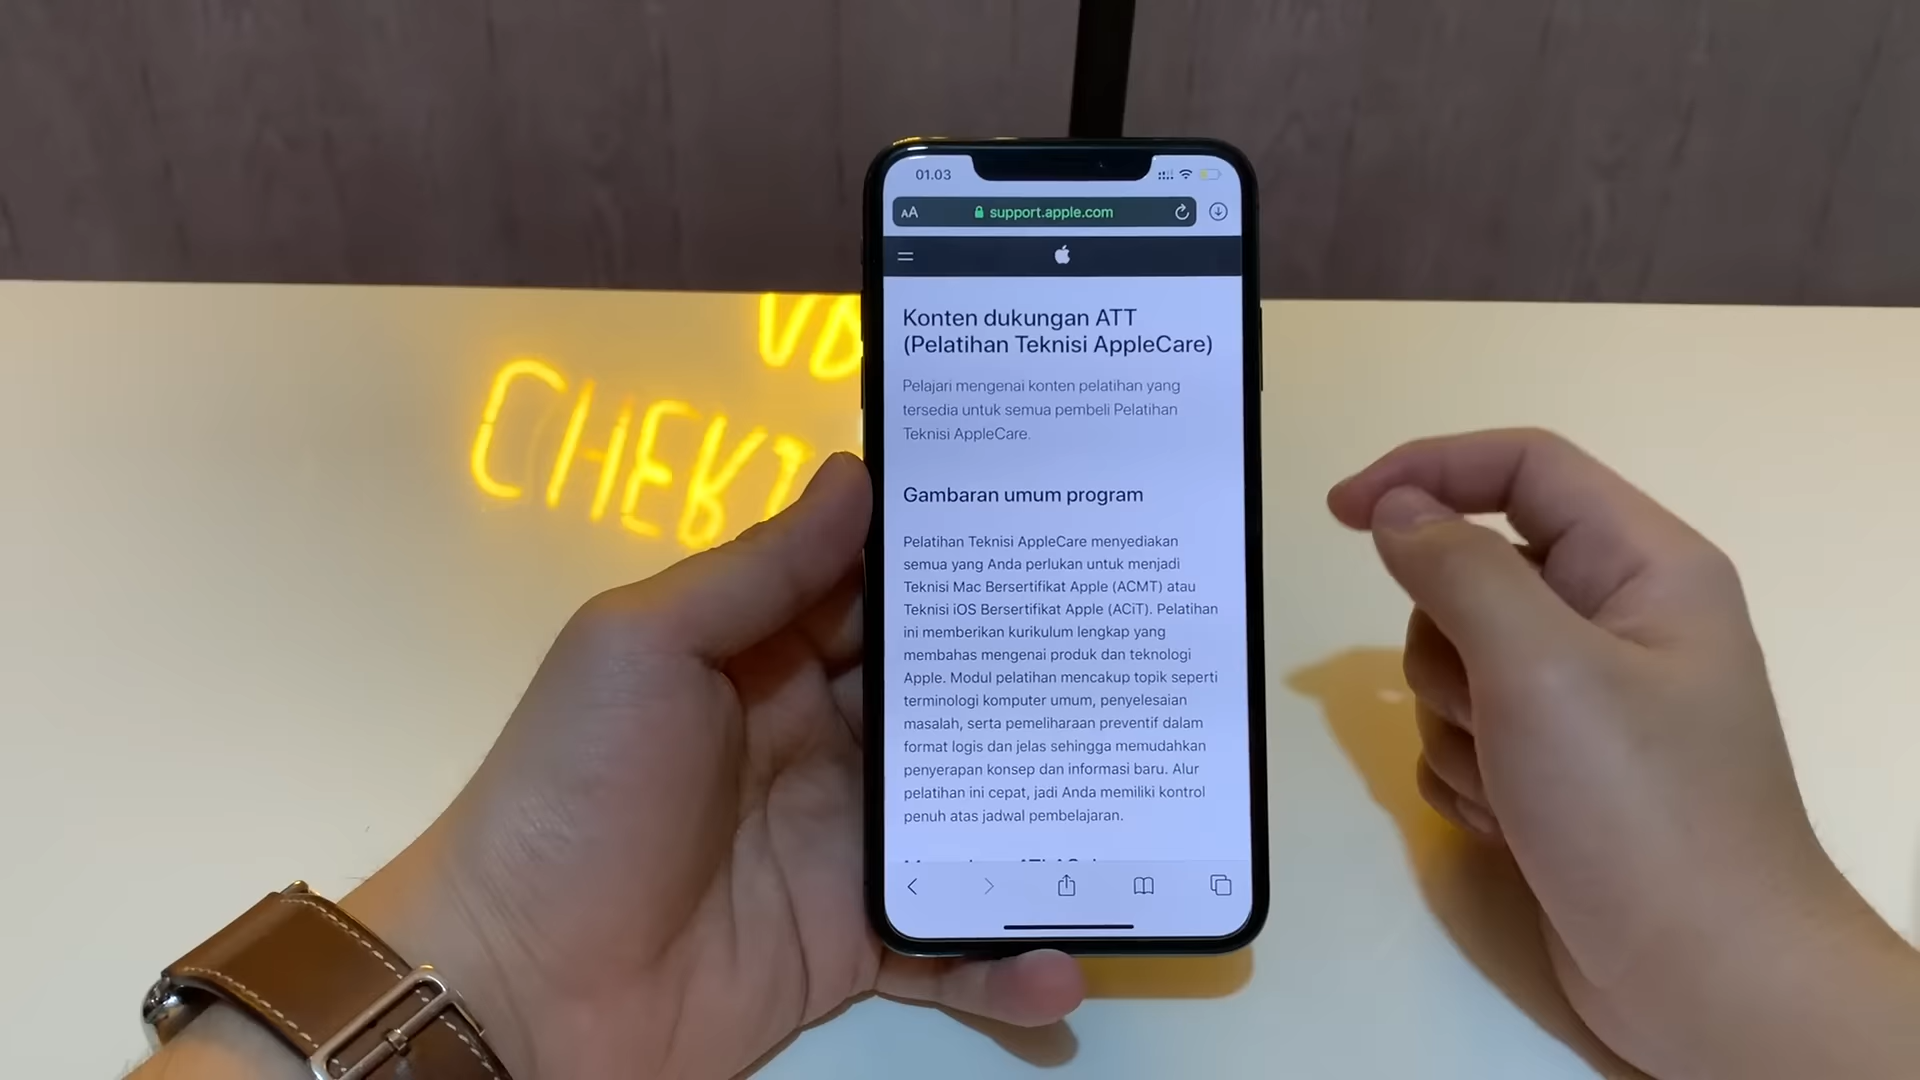 01.03
AA support.apple.com
Konten dukungan ATT
(Pelatihan Teknisi AppleCare)
Pelajari mengenai konten pelatihan yang
tersedia untuk semua pembeli Pelatihan
Teknisi AppleCare.
Gambaran umum program
Pelatihan Teknisi AppleCare menyediakan
semua yang Anda perlukan untuk menjadi
Teknisi Mac Bersertifikat Apple (ACMT) atau
Teknisi iOS Bersertifikat Apple (ACiT). Pelatihan
ini memberikan kurikulum lengkap yang
membahas mengenai produk dan teknologi
Apple. Modul pelatihan mencakup topik seperti
terminologi komputer umum, penyelesaian
masalah, serta pemeliharaan preventif dalam
format logis dan jelas sehingga memudahkan
penyerapan konsep dan informasi baru. Alur
pelatihan ini cepat, jadi Anda memiliki kontrol
penuh atas jadwal pembelajaran.